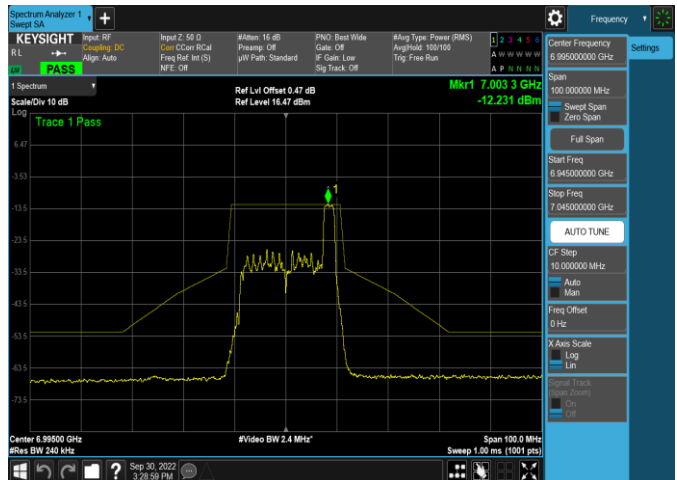 Spectrum Analyzer 1
Swept SA
KEYSIGHT
RL
LW
PASS
Input: RF
Coupling: DC
Align: Auto
Input Z: 50 Ω
Corr CCorr RCal
Freq Ref: Int (S)
NFE: Off
#Atten: 16 dB
Preamp: Off
µW Path: Standard
PNO: Best Wide
Gate: Off
IF Gain: Low
Sig Track: Off
#Avg Type: Power (RMS)
Avg|Hold: 100/100
Trig: Free Run
1 2 3 4 5 6
A W W W W W
A P N N N N
1 Spectrum
Scale/Div 10 dB
Log
Ref Lvl Offset 0.47 dB
Ref Level 16.47 dBm
Mkr1 7.003 3 GHz
-12.231 dBm
Trace 1 Pass
1
6.47
-3.53
-13.5
-23.5
-33.5
-43.5
-53.5
-63.5
-73.5
Center 6.99500 GHz
#Res BW 240 kHz
#Video BW 2.4 MHz*
Span 100.0 MHz
Sweep 1.00 ms (1001 pts)
Sep 30, 2022
3:28:59 PM
Frequency
Settings
Center Frequency
6.995000000 GHz
Span
100.000000 MHz
Swept Span
Zero Span
Full Span
Start Freq
6.945000000 GHz
Stop Freq
7.045000000 GHz
AUTO TUNE
CF Step
10.000000 MHz
Auto
Man
Freq Offset
0 Hz
X Axis Scale
Log
Lin
Signal Track
(Span Zoom)
On
Off